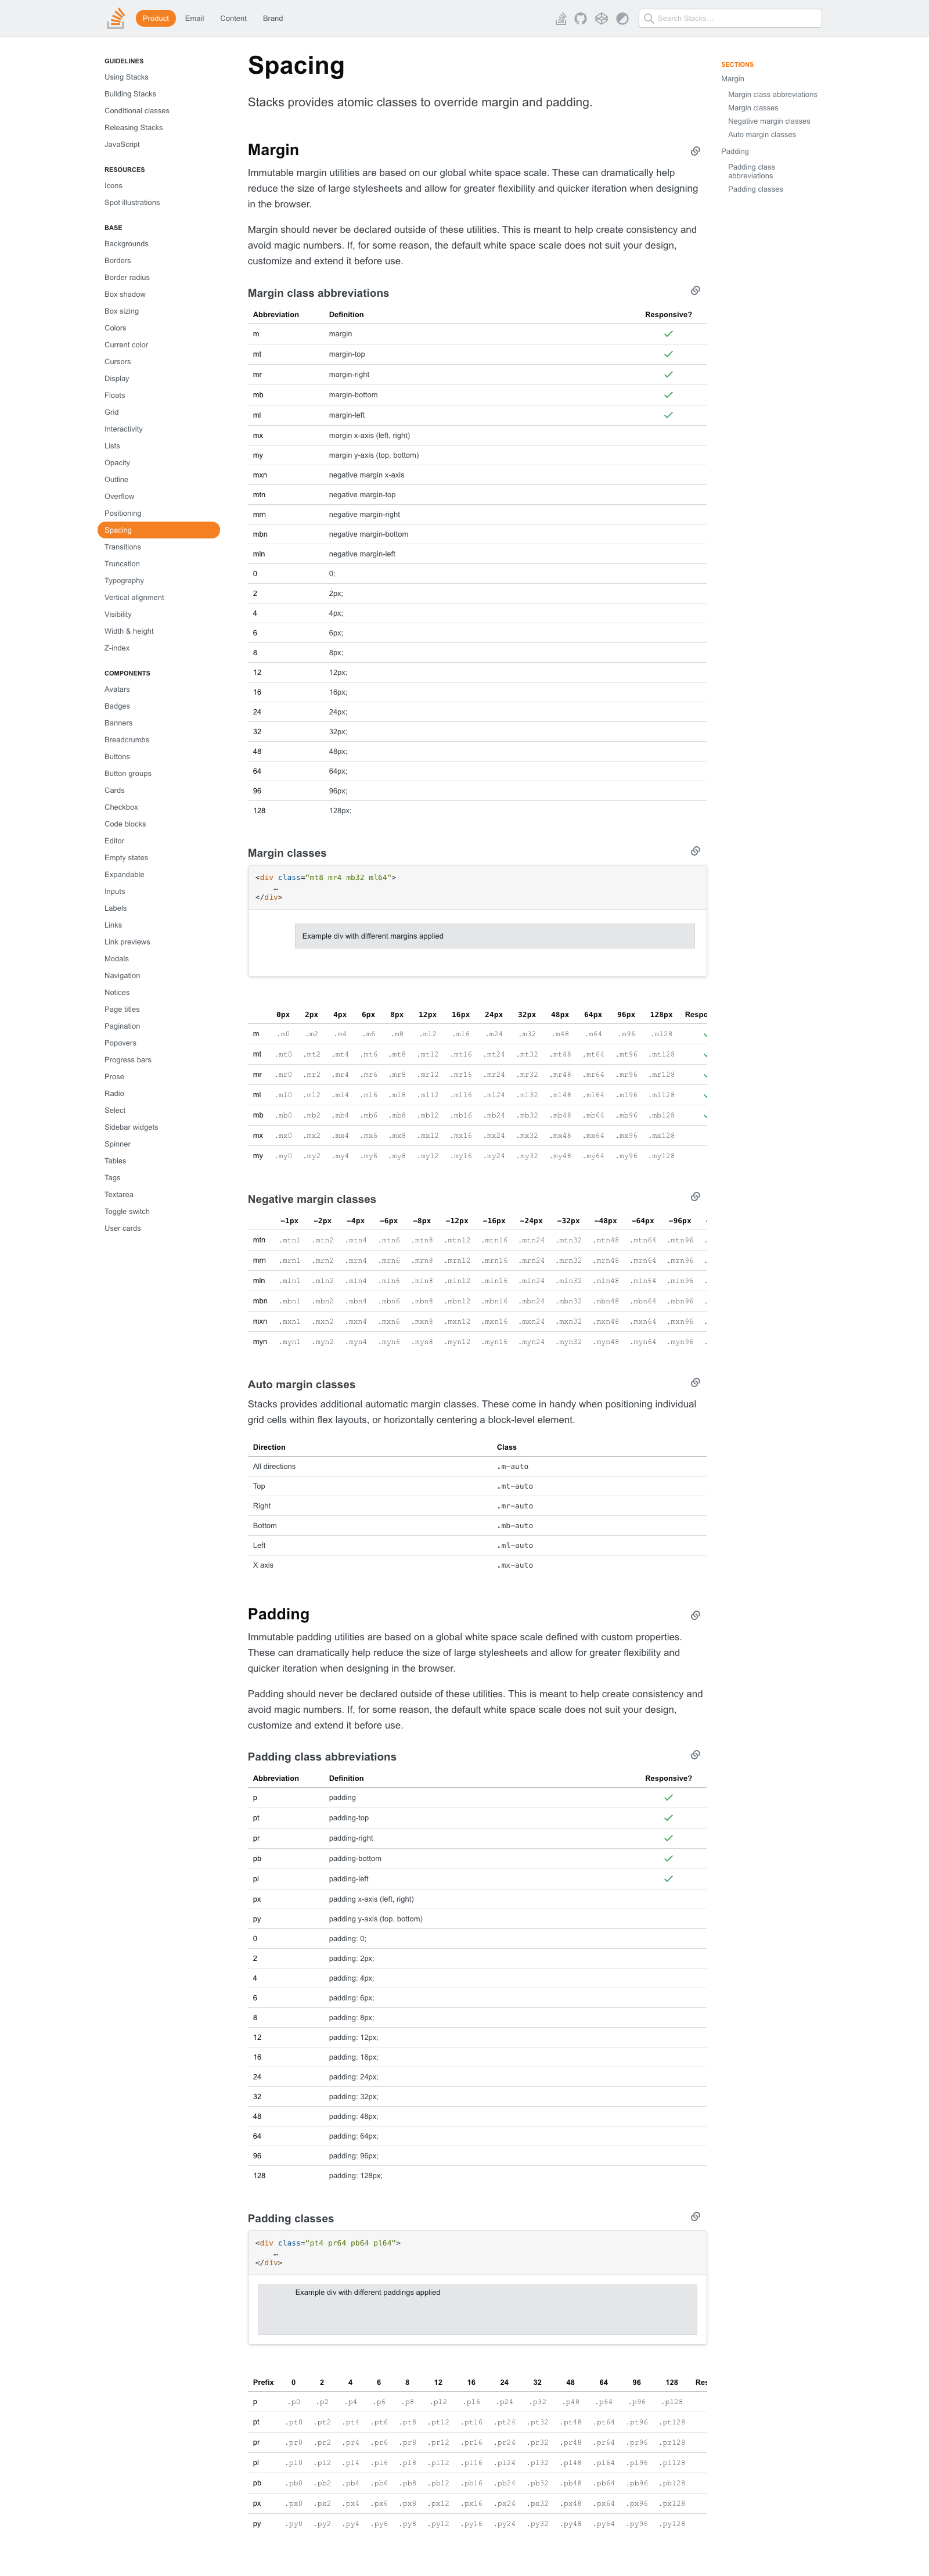 Product Email Content Brand
Search Stacks…
GUIDELINES
Using Stacks
Building Stacks
Conditional classes
Releasing Stacks
JavaScript
RESOURCES
Icons
Spot illustrations
BASE
Backgrounds
Borders
Border radius
Box shadow
Box sizing
Colors
Current color
Cursors
Display
Floats
Grid
Interactivity
Lists
Opacity
Outline
Overflow
Positioning
Spacing
Transitions
Truncation
Typography
Vertical alignment
Visibility
Width & height
Z-index
COMPONENTS
Avatars
Badges
Banners
Breadcrumbs
Buttons
Button groups
Cards
Checkbox
Code blocks
Editor
Empty states
Expandable
Inputs
Labels
Links
Link previews
Modals
Navigation
Notices
Page titles
Pagination
Popovers
Progress bars
Prose
Radio
Select
Sidebar widgets
Spinner
Tables
Tags
Textarea
Toggle switch
User cards
Spacing
Stacks provides atomic classes to override margin and padding.
Margin
Immutable margin utilities are based on our global white space scale. These can dramatically help
reduce the size of large stylesheets and allow for greater flexibility and quicker iteration when designing
in the browser.
Margin should never be declared outside of these utilities. This is meant to help create consistency and
avoid magic numbers. If, for some reason, the default white space scale does not suit your design,
customize and extend it before use.
Margin class abbreviations
Abbreviation Definition Responsive?
m margin
mt margin-top
mr margin-right
mb margin-bottom
ml margin-left
mx margin x-axis (left, right)
my margin y-axis (top, bottom)
mxn negative margin x-axis
mtn negative margin-top
mrn negative margin-right
mbn negative margin-bottom
mln negative margin-left
0 0;
2 2px;
4 4px;
6 6px;
8 8px;
12 12px;
16 16px;
24 24px;
32 32px;
48 48px;
64 64px;
96 96px;
128 128px;
Margin classes
<div class="mt8 mr4 mb32 ml64">
…
</div>
Example div with different margins applied
0px 2px 4px 6px 8px 12px 16px 24px 32px 48px 64px 96px 128px Respo
m .m0 .m2 .m4 .m6 .m8 .m12 .m16 .m24 .m32 .m48 .m64 .m96 .m128
mt .mt0 .mt2 .mt4 .mt6 .mt8 .mt12 .mt16 .mt24 .mt32 .mt48 .mt64 .mt96 .mt128
mr .mr0 .mr2 .mr4 .mr6 .mr8 .mr12 .mr16 .mr24 .mr32 .mr48 .mr64 .mr96 .mr128
ml .ml0 .ml2 .ml4 .ml6 .ml8 .ml12 .ml16 .ml24 .ml32 .ml48 .ml64 .ml96 .ml128
mb .mb0 .mb2 .mb4 .mb6 .mb8 .mb12 .mb16 .mb24 .mb32 .mb48 .mb64 .mb96 .mb128
mx .mx0 .mx2 .mx4 .mx6 .mx8 .mx12 .mx16 .mx24 .mx32 .mx48 .mx64 .mx96 .mx128
my .my0 .my2 .my4 .my6 .my8 .my12 .my16 .my24 .my32 .my48 .my64 .my96 .my128
Negative margin classes
−1px −2px −4px −6px −8px −12px −16px −24px −32px −48px −64px −96px -
mtn .mtn1 .mtn2 .mtn4 .mtn6 .mtn8 .mtn12 .mtn16 .mtn24 .mtn32 .mtn48 .mtn64 .mtn96 .
mrn .mrn1 .mrn2 .mrn4 .mrn6 .mrn8 .mrn12 .mrn16 .mrn24 .mrn32 .mrn48 .mrn64 .mrn96 .
mln .mln1 .mln2 .mln4 .mln6 .mln8 .mln12 .mln16 .mln24 .mln32 .mln48 .mln64 .mln96 .
mbn .mbn1 .mbn2 .mbn4 .mbn6 .mbn8 .mbn12 .mbn16 .mbn24 .mbn32 .mbn48 .mbn64 .mbn96 .
mxn .mxn1 .mxn2 .mxn4 .mxn6 .mxn8 .mxn12 .mxn16 .mxn24 .mxn32 .mxn48 .mxn64 .mxn96 .
myn .myn1 .myn2 .myn4 .myn6 .myn8 .myn12 .myn16 .myn24 .myn32 .myn48 .myn64 .myn96 .
Auto margin classes
Stacks provides additional automatic margin classes. These come in handy when positioning individual
grid cells within flex layouts, or horizontally centering a block-level element.
Direction Class
All directions .m-auto
Top .mt-auto
Right .mr-auto
Bottom .mb-auto
Left .ml-auto
X axis .mx-auto
Padding
Immutable padding utilities are based on a global white space scale defined with custom properties.
These can dramatically help reduce the size of large stylesheets and allow for greater flexibility and
quicker iteration when designing in the browser.
Padding should never be declared outside of these utilities. This is meant to help create consistency and
avoid magic numbers. If, for some reason, the default white space scale does not suit your design,
customize and extend it before use.
Padding class abbreviations
Abbreviation Definition Responsive?
p padding
pt padding-top
pr padding-right
pb padding-bottom
pl padding-left
px padding x-axis (left, right)
py padding y-axis (top, bottom)
0 padding: 0;
2 padding: 2px;
4 padding: 4px;
6 padding: 6px;
8 padding: 8px;
12 padding: 12px;
16 padding: 16px;
24 padding: 24px;
32 padding: 32px;
48 padding: 48px;
64 padding: 64px;
96 padding: 96px;
128 padding: 128px;
Padding classes
<div class="pt4 pr64 pb64 pl64">
…
</div>
Example div with different paddings applied
Prefix 0 2 4 6 8 12 16 24 32 48 64 96 128 Res
p .p0 .p2 .p4 .p6 .p8 .p12 .p16 .p24 .p32 .p48 .p64 .p96 .p128
pt .pt0 .pt2 .pt4 .pt6 .pt8 .pt12 .pt16 .pt24 .pt32 .pt48 .pt64 .pt96 .pt128
pr .pr0 .pr2 .pr4 .pr6 .pr8 .pr12 .pr16 .pr24 .pr32 .pr48 .pr64 .pr96 .pr128
pl .pl0 .pl2 .pl4 .pl6 .pl8 .pl12 .pl16 .pl24 .pl32 .pl48 .pl64 .pl96 .pl128
pb .pb0 .pb2 .pb4 .pb6 .pb8 .pb12 .pb16 .pb24 .pb32 .pb48 .pb64 .pb96 .pb128
px .px0 .px2 .px4 .px6 .px8 .px12 .px16 .px24 .px32 .px48 .px64 .px96 .px128
py .py0 .py2 .py4 .py6 .py8 .py12 .py16 .py24 .py32 .py48 .py64 .py96 .py128
SECTIONS
Margin
Margin class abbreviations
Margin classes
Negative margin classes
Auto margin classes
Padding
Padding class
abbreviations
Padding classes